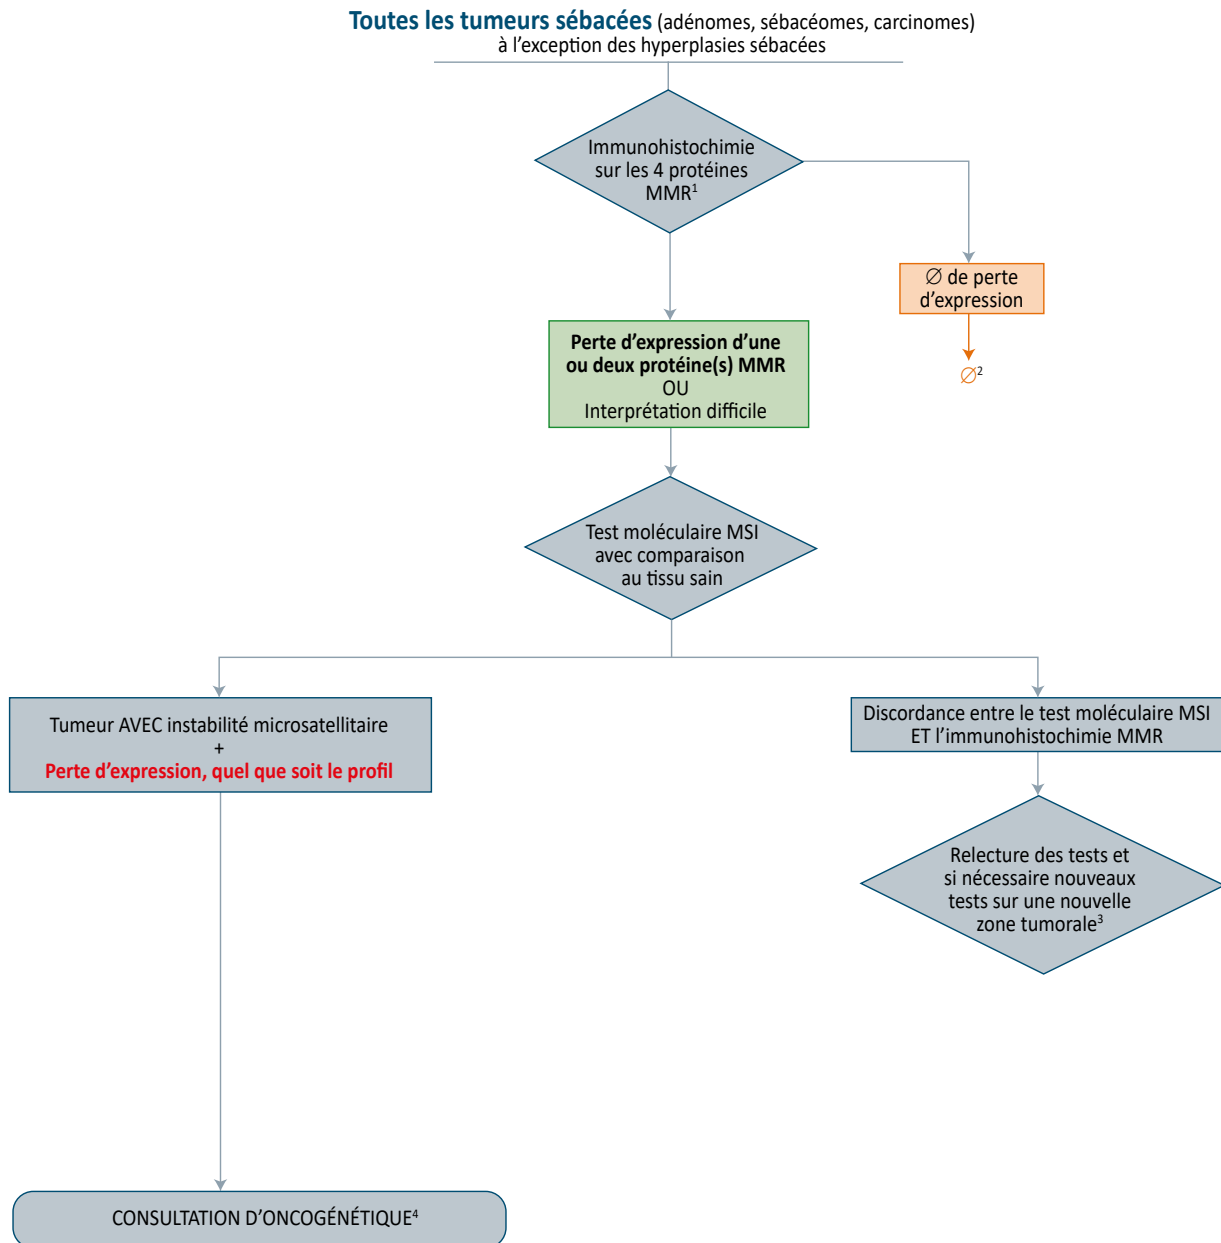 Toutes les tumeurs sébacées (adénomes, sébacéomes, carcinomes)
à l'exception des hyperplasies sébacées
Immunohistochimie
sur les 4 protéines
MMR¹
∅ de perte
d'expression
∅²
Perte d'expression d'une
ou deux protéine(s) MMR
OU
Interprétation difficile
Test moléculaire MSI
avec comparaison
au tissu sain
Tumeur AVEC instabilité microsatellitaire
+
Perte d'expression, quel que soit le profil
Discordance entre le test moléculaire MSI
ET l'immunohistochimie MMR
Relecture des tests et
si nécessaire nouveaux
tests sur une nouvelle
zone tumorale³
CONSULTATION D'ONCOGÉNÉTIQUE⁴